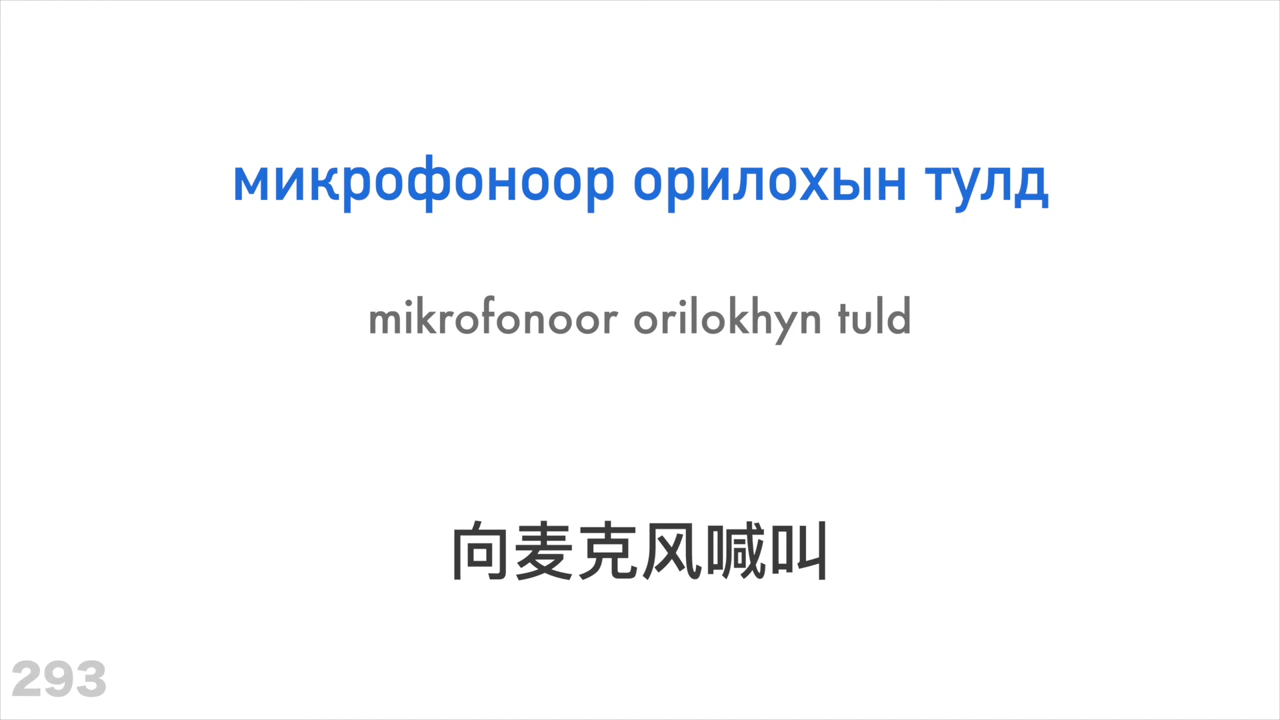 микрофоноор орилохын тулд
mikrofonoor orilokhyn tuld
向麦克风喊叫
293